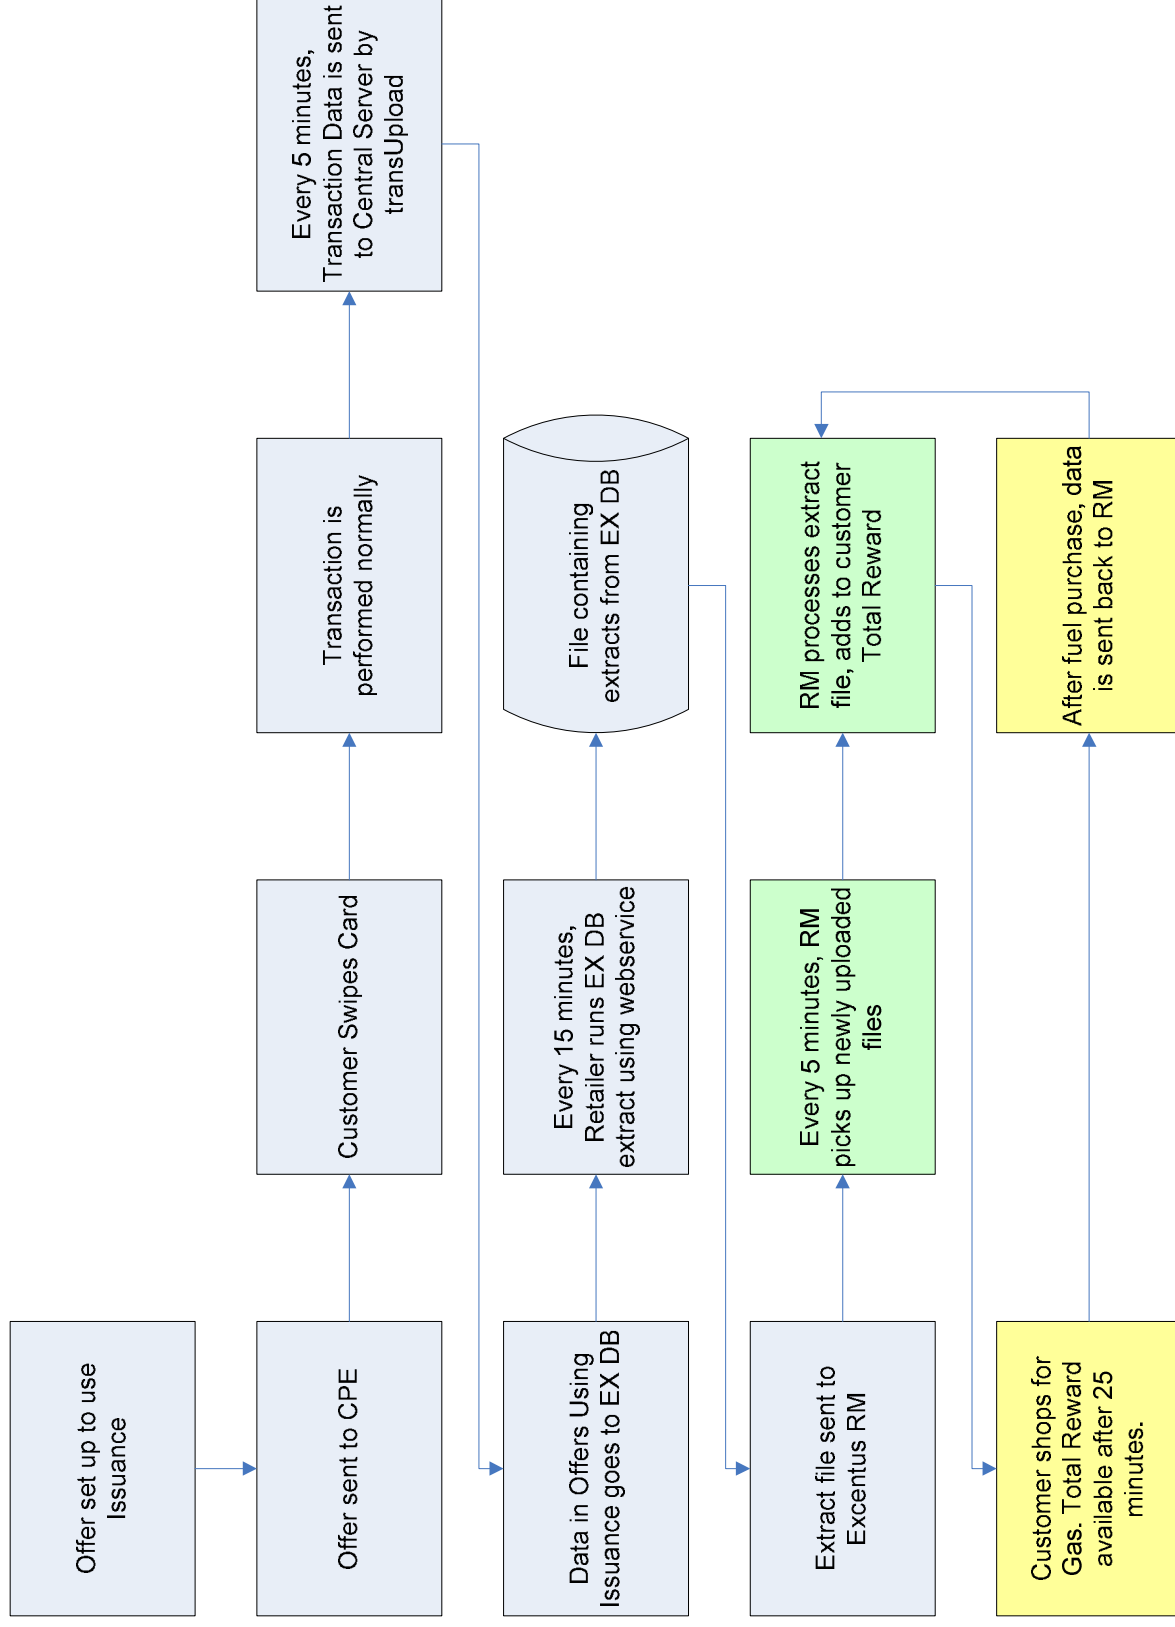 Offer set up to use
Issuance
Offer sent to CPE
Customer Swipes Card
Transaction is
performed normally
Every 5 minutes,
Transaction Data is sent
to Central Server by
transUpload
Data in Offers Using
Issuance goes to EX DB
Every 15 minutes,
Retailer runs EX DB
extract using webservice
File containing
extracts from EX DB
Extract file sent to
Excentus RM
Every 5 minutes, RM
picks up newly uploaded
files
RM processes extract
file, adds to customer
Total Reward
Customer shops for
Gas. Total Reward
available after 25
minutes.
After fuel purchase, data
is sent back to RM